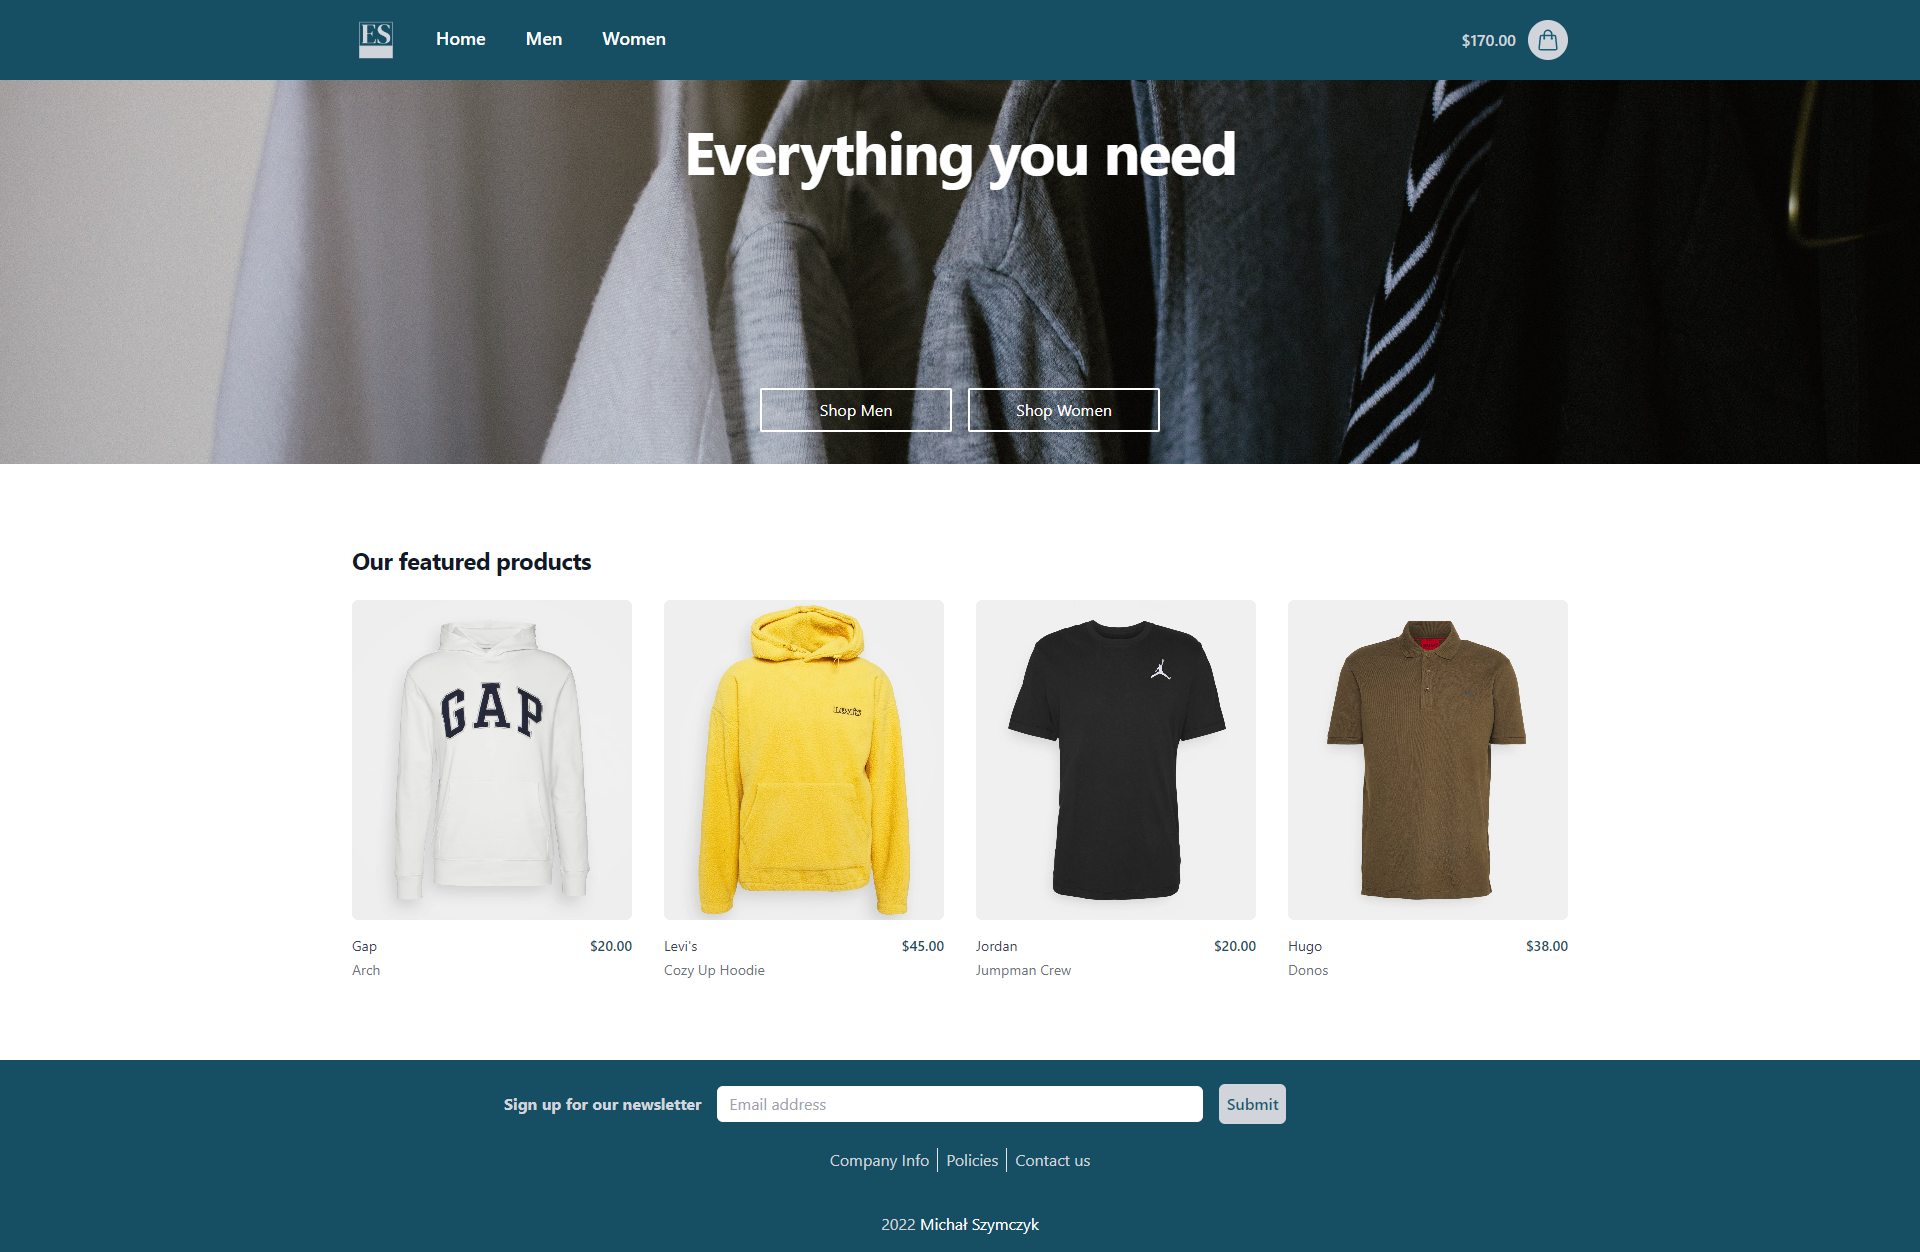 ES
Home
Men
Women
$170.00
Everything you need
Shop Men
Shop Women
Our featured products
GAP
Levi's
Gap
$20.00
Arch
Levi's
$45.00
Cozy Up Hoodie
Jordan
$20.00
Jumpman Crew
Hugo
$38.00
Donos
Sign up for our newsletter
Email address
Submit
Company Info
Policies
Contact us
2022 Michał Szymczyk